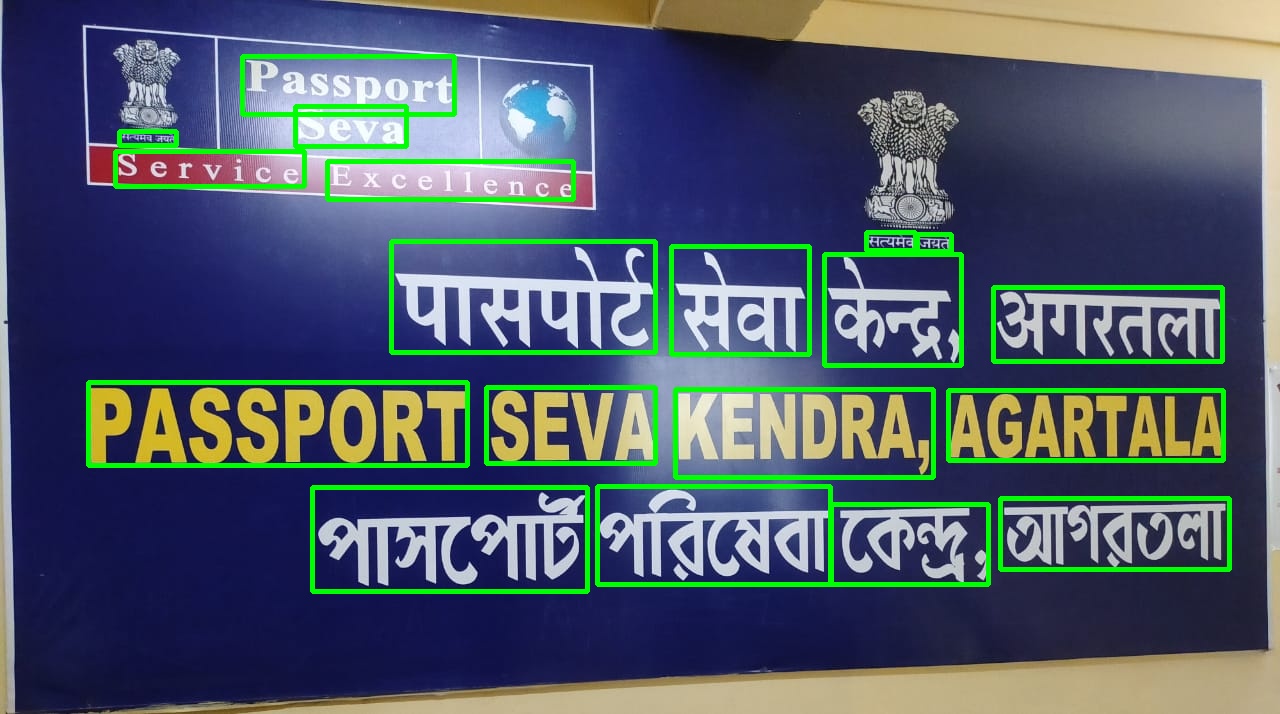 Passport
Seva
सत्यमेव जयते
Service Excellence
सत्यमेव जयते
पासपोर्ट सेवा केन्द्र, अगरतला
PASSPORT SEVA KENDRA, AGARTALA
পাসপোর্ট পরিষেবা কেন্দ্র, আগরতলা